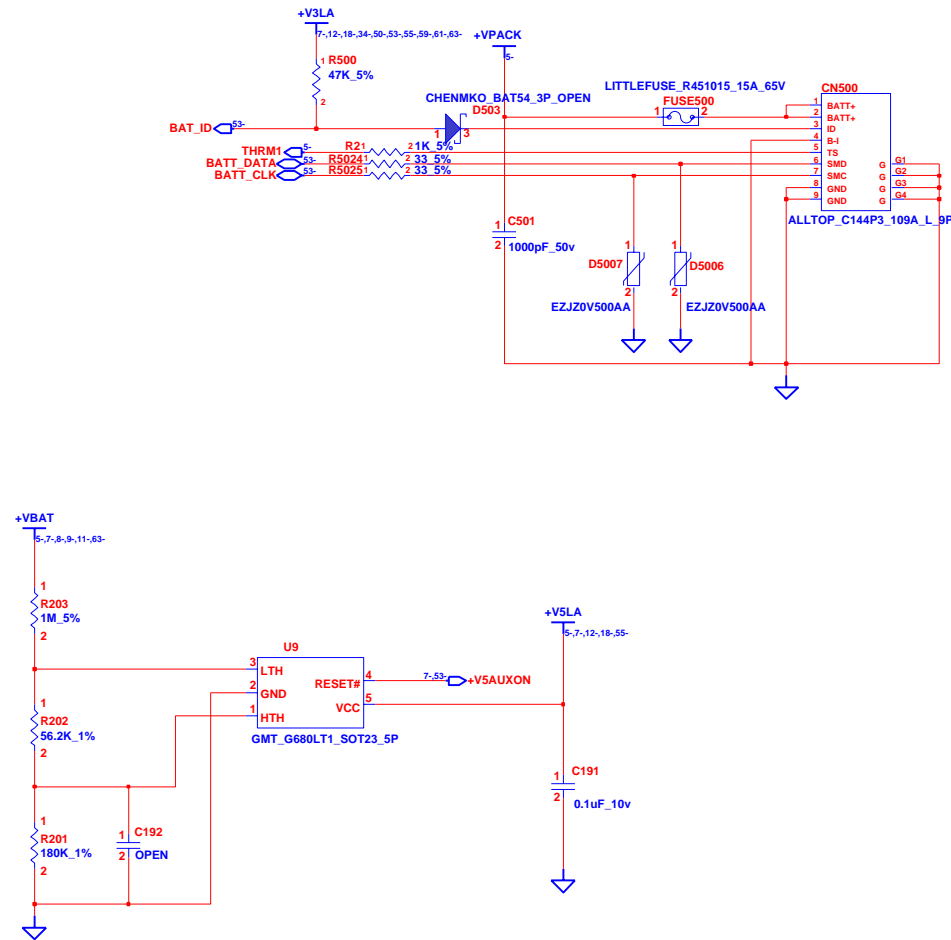 +V3LA
7-,12-,18-,34-,50-,53-,55-,59-,61-,63-
+VPACK
5-
1 R500
47K_5%
2
LITTLEFUSE_R451015_15A_65V
FUSE500
1 2
CN500
CHENMKO_BAT54_3P_OPEN
D503
1 3
BAT_ID 53-
THRM1 5- R2 1 2 1K_5%
BATT_DATA 53- R5024 1 2 33_5%
BATT_CLK 53- R5025 1 2 33_5%
1 BATT+
2 BATT+
3 ID
4 B-I
5 TS
6 SMD G G1
7 SMC G G2
8 GND G G3
9 GND G G4
ALLTOP_C144P3_109A_L_9P
1 C501
2 1000pF_50v
1 D5007
2
EZJZ0V500AA
1 D5006
2
EZJZ0V500AA
+VBAT
5-,7-,8-,9-,11-,63-
1
R203
1M_5%
2
+V5LA
5-,7-,12-,18-,55-
U9
3 LTH
2 GND
1 HTH
RESET# 4
VCC 5
7-,53- +V5AUXON
GMT_G680LT1_SOT23_5P
1
R202
56.2K_1%
2
1 C191
2 0.1uF_10v
1
R201
180K_1%
2
1 C192
2 OPEN